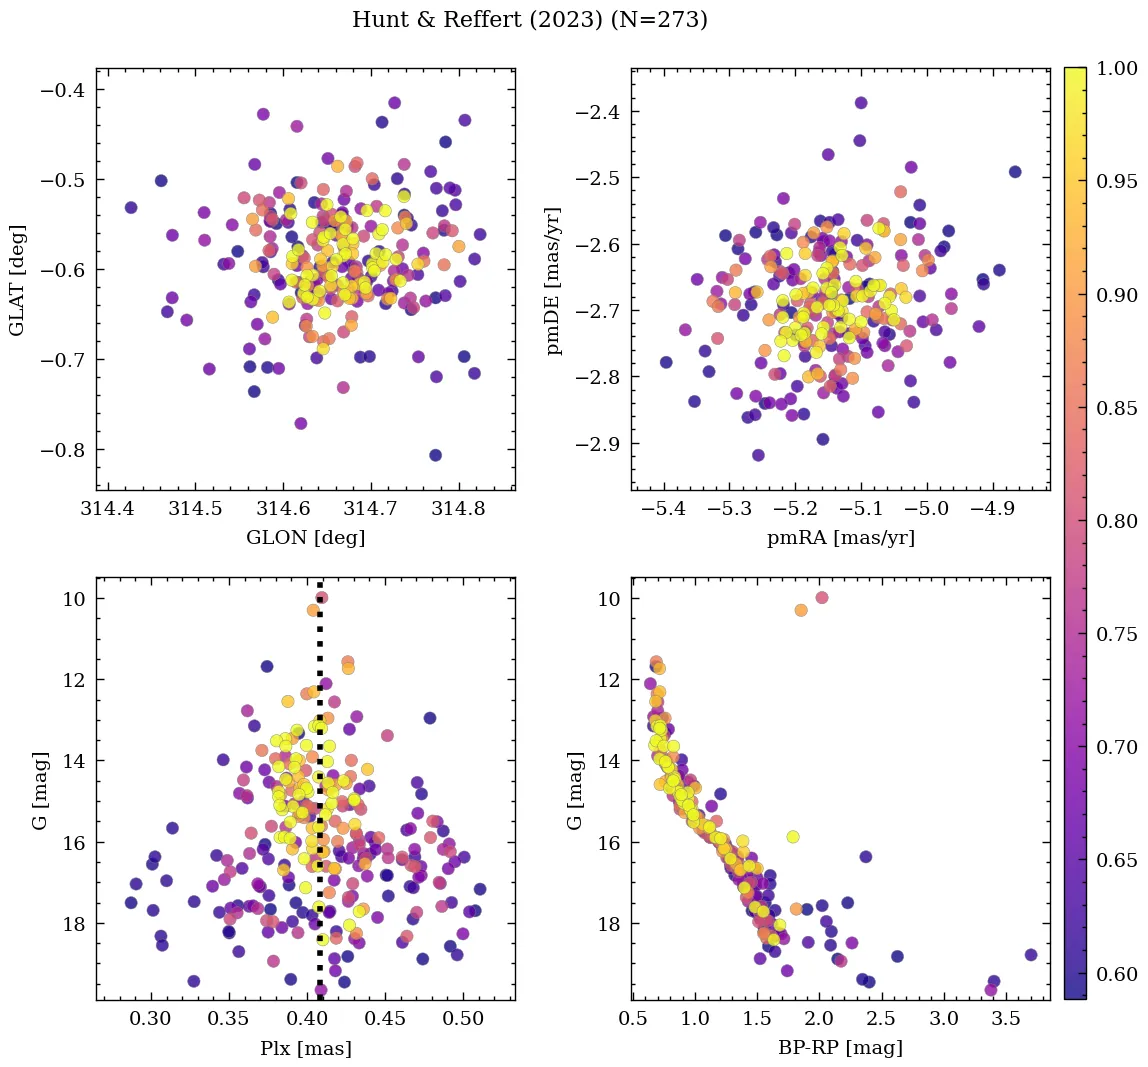 Hunt & Reffert (2023) (N=273)
−0.4
−0.5
−0.6
−0.7
−0.8
GLAT [deg]
314.4 314.5 314.6 314.7 314.8
GLON [deg]
−2.4
−2.5
−2.6
−2.7
−2.8
−2.9
pmDE [mas/yr]
−5.4 −5.3 −5.2 −5.1 −5.0 −4.9
pmRA [mas/yr]
10
12
14
16
18
G [mag]
0.30 0.35 0.40 0.45 0.50
Plx [mas]
10
12
14
16
18
G [mag]
0.5 1.0 1.5 2.0 2.5 3.0 3.5
BP-RP [mag]
1.00
0.95
0.90
0.85
0.80
0.75
0.70
0.65
0.60